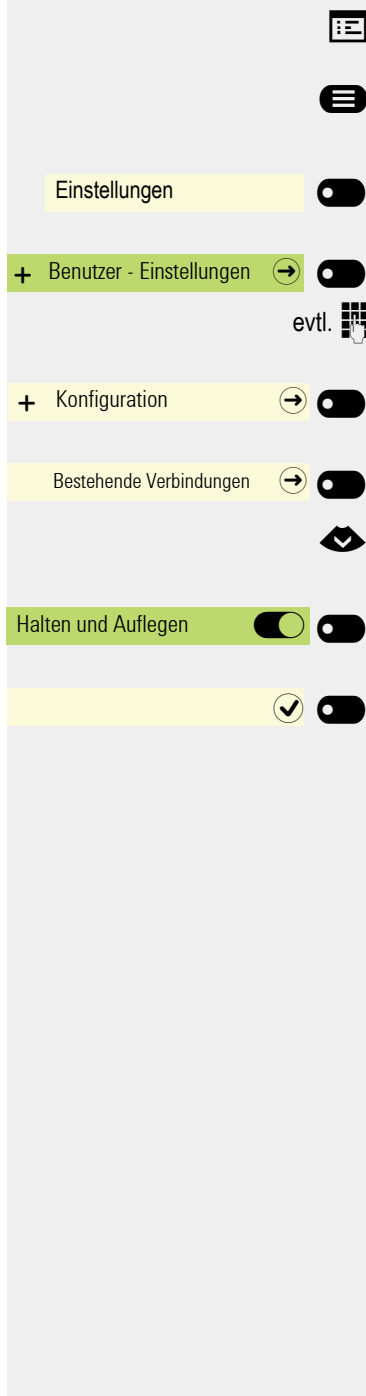 Einstellungen
+ Benutzer - Einstellungen
evtl.
+ Konfiguration
Bestehende Verbindungen
Halten und Auflegen